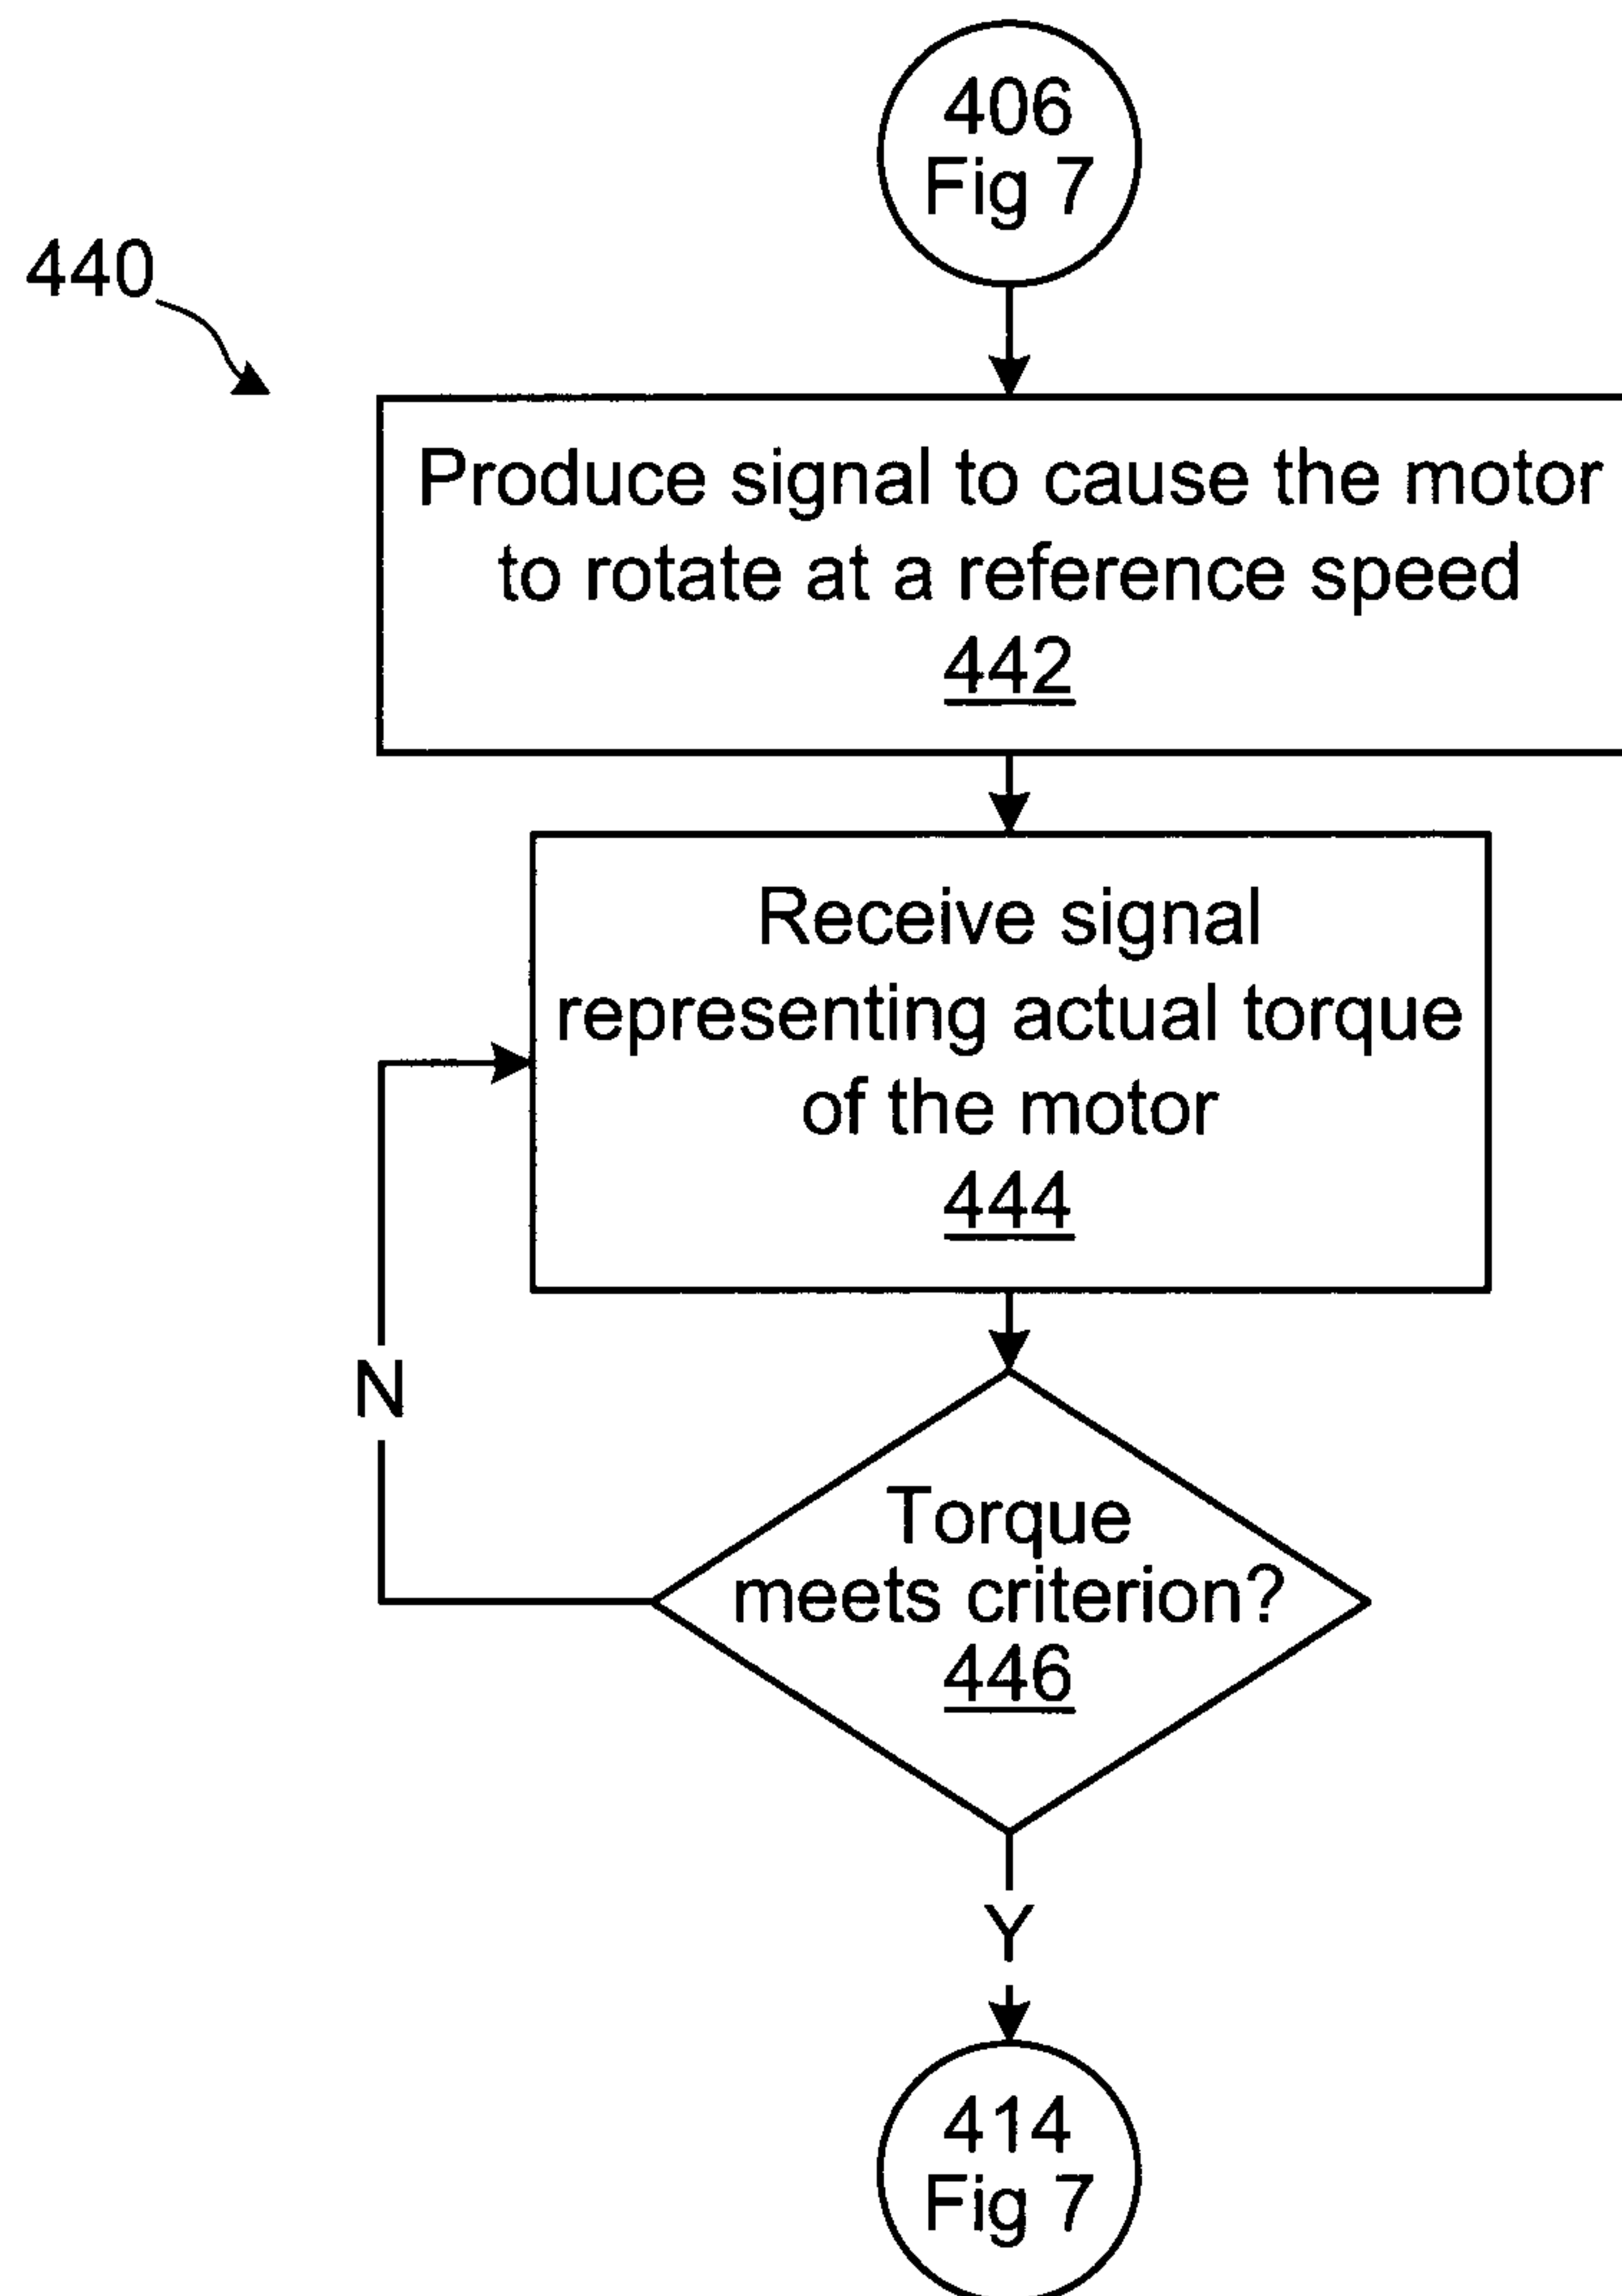 406
Fig 7
440
Produce signal to cause the motor
to rotate at a reference speed
442
Receive signal
representing actual torque
of the motor
444
N
Torque
meets criterion?
446
Y
414
Fig 7